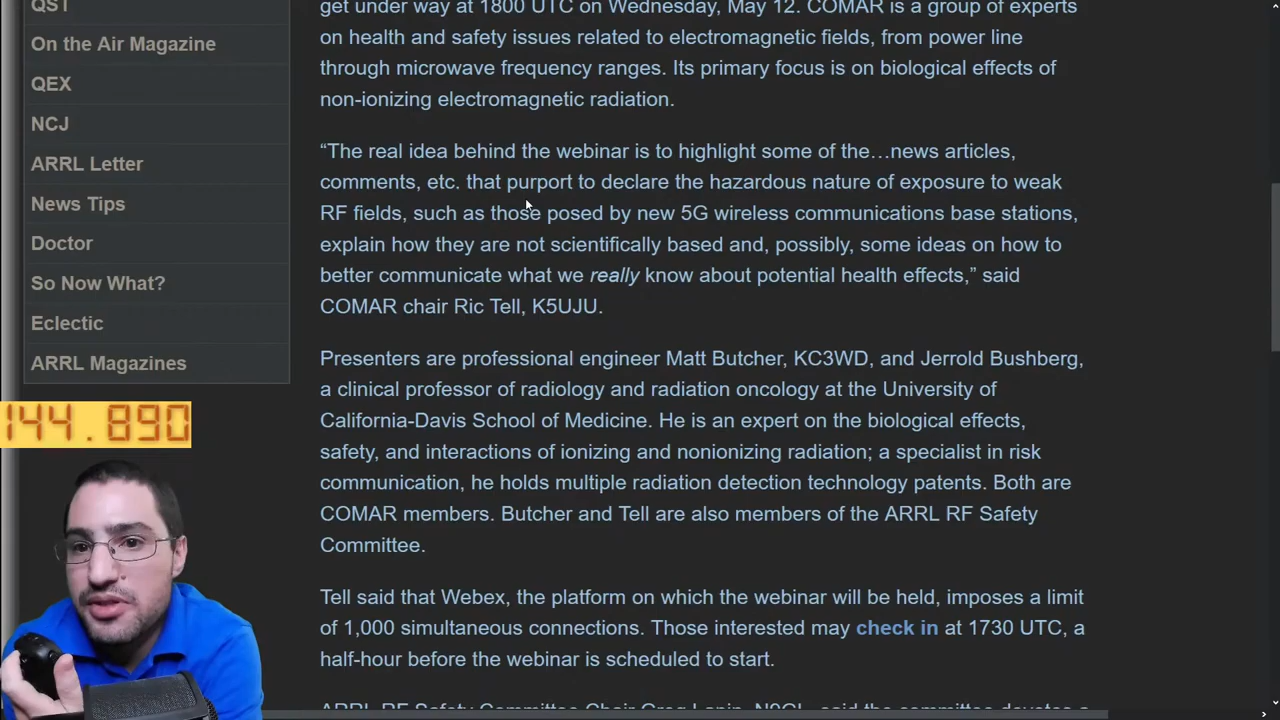 QST
On the Air Magazine
QEX
NCJ
ARRL Letter
News Tips
Doctor
So Now What?
Eclectic
ARRL Magazines
get under way at 1800 UTC on Wednesday, May 12. COMAR is a group of experts
on health and safety issues related to electromagnetic fields, from power line
through microwave frequency ranges. Its primary focus is on biological effects of
non-ionizing electromagnetic radiation.
“The real idea behind the webinar is to highlight some of the…news articles,
comments, etc. that purport to declare the hazardous nature of exposure to weak
RF fields, such as those posed by new 5G wireless communications base stations,
explain how they are not scientifically based and, possibly, some ideas on how to
better communicate what we really know about potential health effects,” said
COMAR chair Ric Tell, K5UJU.
Presenters are professional engineer Matt Butcher, KC3WD, and Jerrold Bushberg,
a clinical professor of radiology and radiation oncology at the University of
California-Davis School of Medicine. He is an expert on the biological effects,
safety, and interactions of ionizing and nonionizing radiation; a specialist in risk
communication, he holds multiple radiation detection technology patents. Both are
COMAR members. Butcher and Tell are also members of the ARRL RF Safety
Committee.
Tell said that Webex, the platform on which the webinar will be held, imposes a limit
of 1,000 simultaneous connections. Those interested may check in at 1730 UTC, a
half-hour before the webinar is scheduled to start.
ARRL RF Safety Committee Chair Greg Lapin, N9GL, said the committee devotes a
144.890